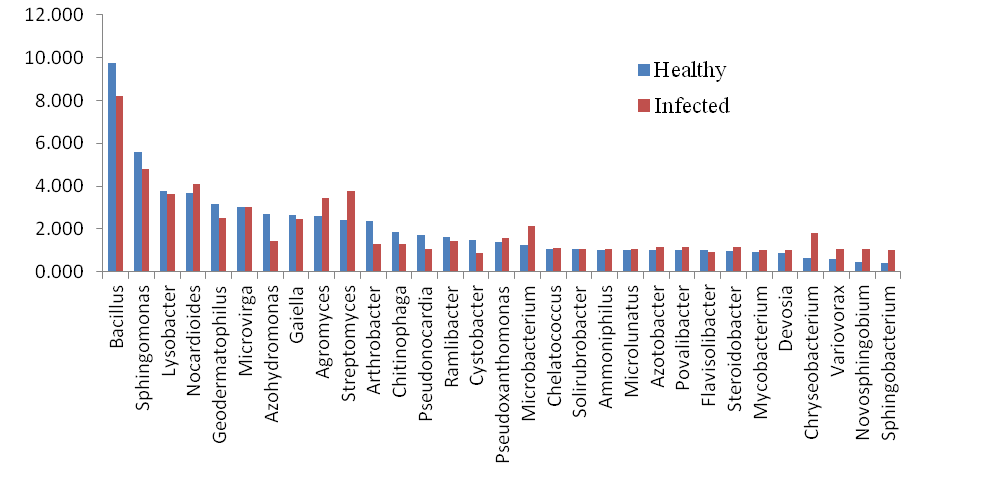 12.000
10.000
8.000
6.000
4.000
2.000
0.000
Healthy
Infected
Bacillus
Sphingomonas
Lysobacter
Nocardioides
Geodermatophilus
Microvirga
Azohydromonas
Gaiella
Agromyces
Streptomyces
Arthrobacter
Chitinophaga
Pseudonocardia
Ramlibacter
Cystobacter
Pseudoxanthomonas
Microbacterium
Chelatococcus
Solirubrobacter
Ammoniphilus
Microlunatus
Azotobacter
Povalibacter
Flavisolibacter
Steroidobacter
Mycobacterium
Devosia
Chryseobacterium
Variovorax
Novosphingobium
Sphingobacterium